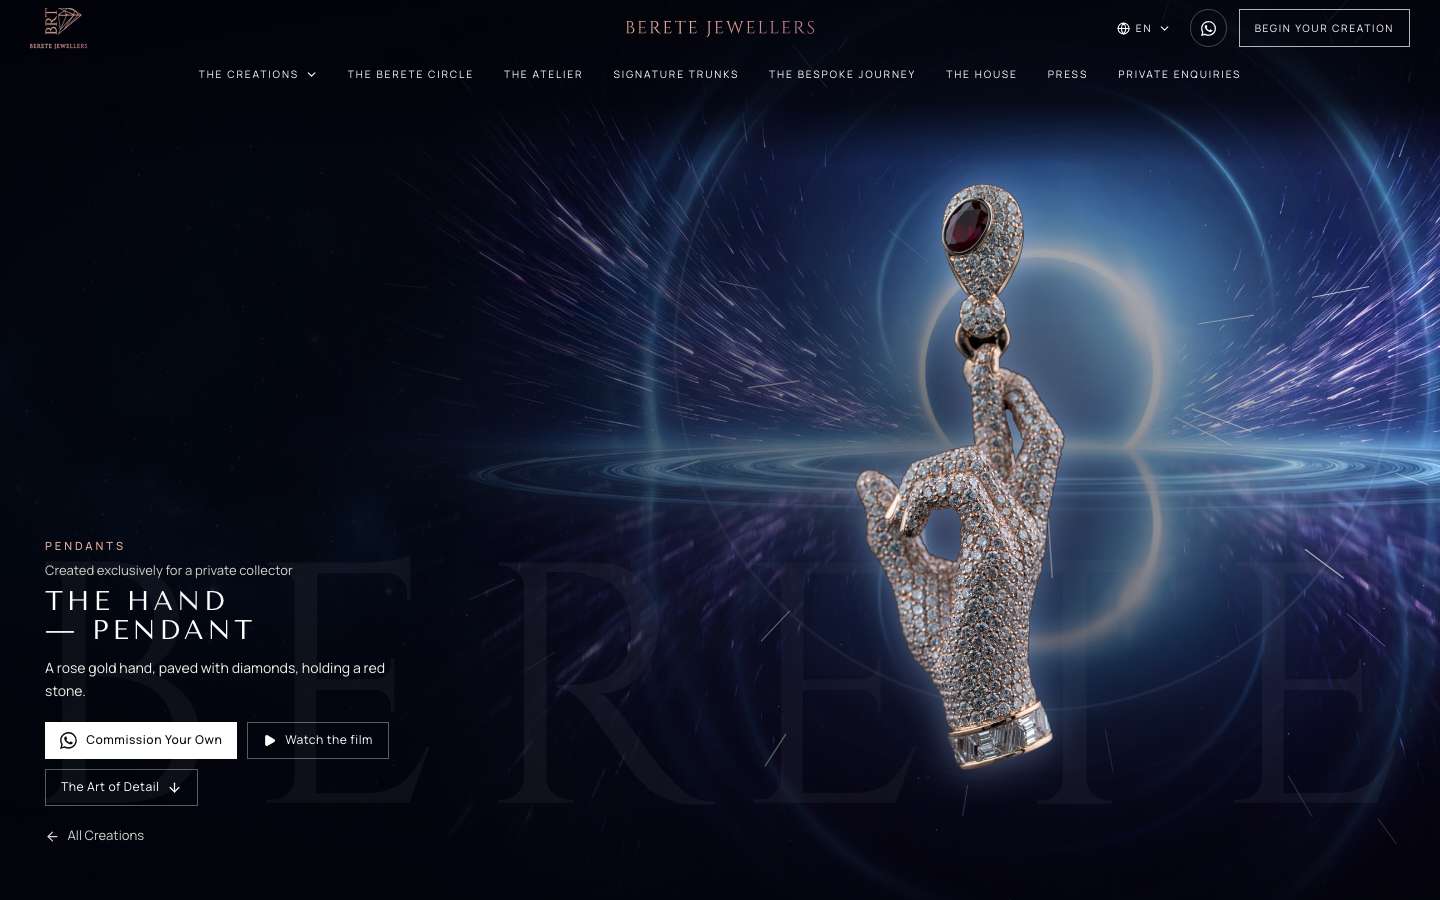 BRT
BERETE JEWELLERS
BERETE JEWELLERS
EN
BEGIN YOUR CREATION
THE CREATIONS
THE BERETE CIRCLE
THE ATELIER
SIGNATURE TRUNKS
THE BESPOKE JOURNEY
THE HOUSE
PRESS
PRIVATE ENQUIRIES
PENDANTS
Created exclusively for a private collector
THE HAND
— PENDANT
A rose gold hand, paved with diamonds, holding a red
stone.
Commission Your Own
Watch the film
The Art of Detail
All Creations
BERETE